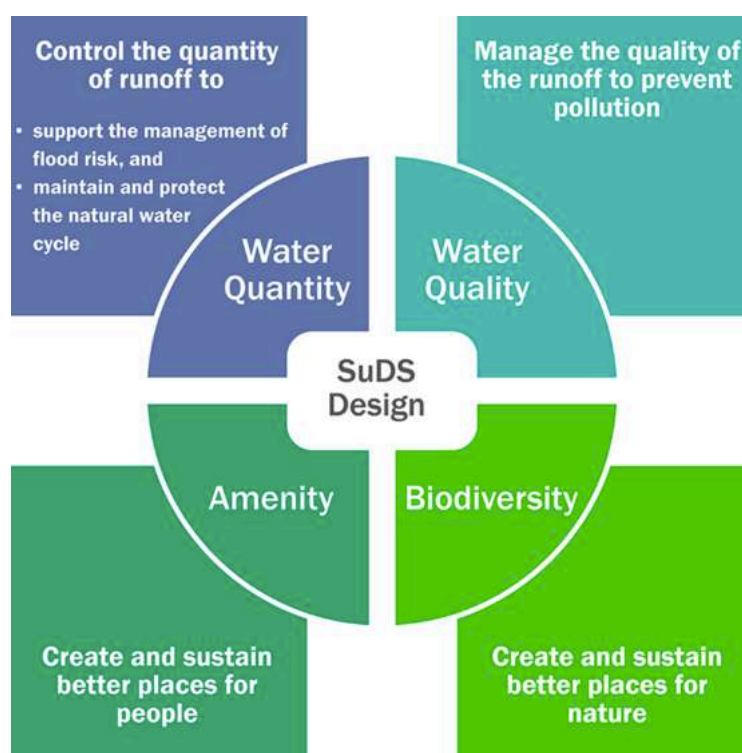 Control the quantity
of runoff to
• support the management of
flood risk, and
• maintain and protect
the natural water
cycle
Manage the quality of
the runoff to prevent
pollution
Water
Quantity
Water
Quality
SuDS
Design
Amenity
Biodiversity
Create and sustain
better places for
people
Create and sustain
better places for
nature